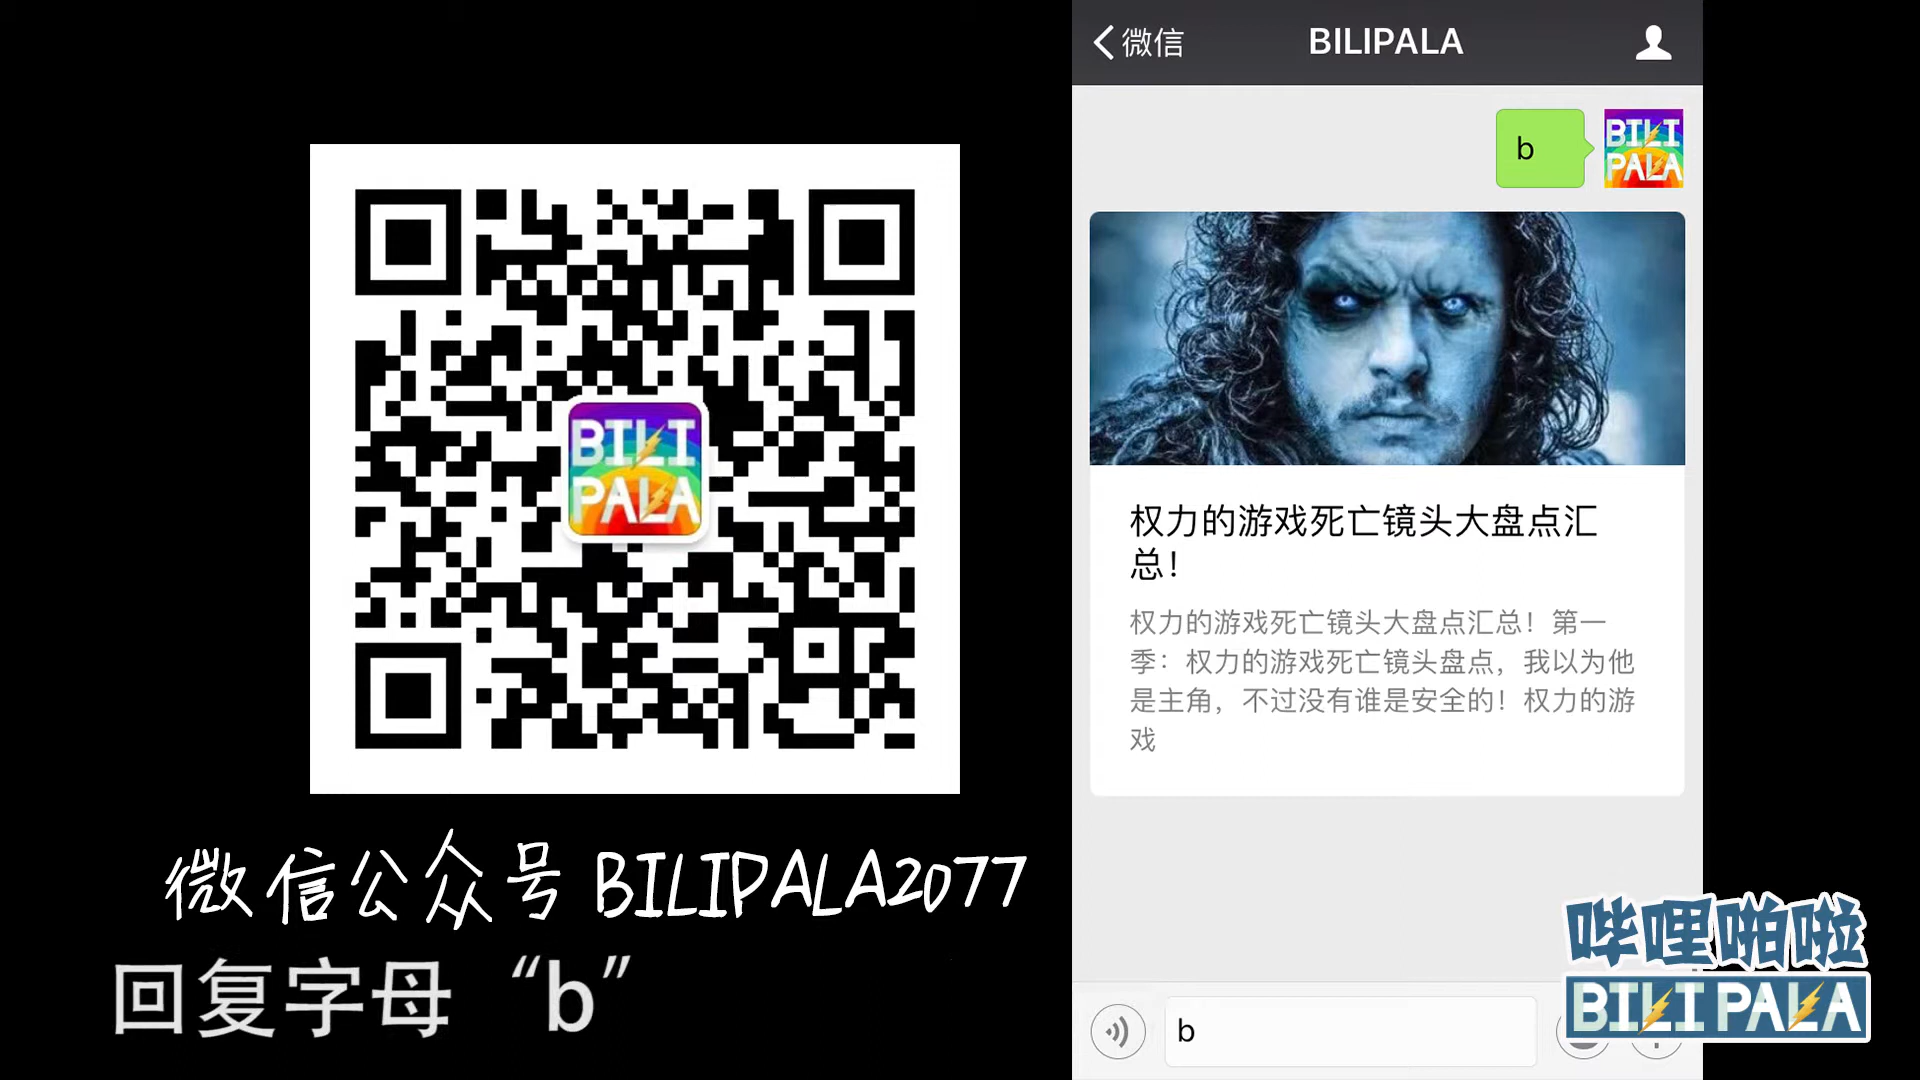 BILI
PALA
微信公众号 BILIPALA2077
回复字母 “b”
微信
BILIPALA
b
BILI
PALA
权力的游戏死亡镜头大盘点汇
总！
权力的游戏死亡镜头大盘点汇总！第一
季：权力的游戏死亡镜头盘点，我以为他
是主角，不过没有谁是安全的！权力的游
戏
b
哔哩啪啦
BILI PALA